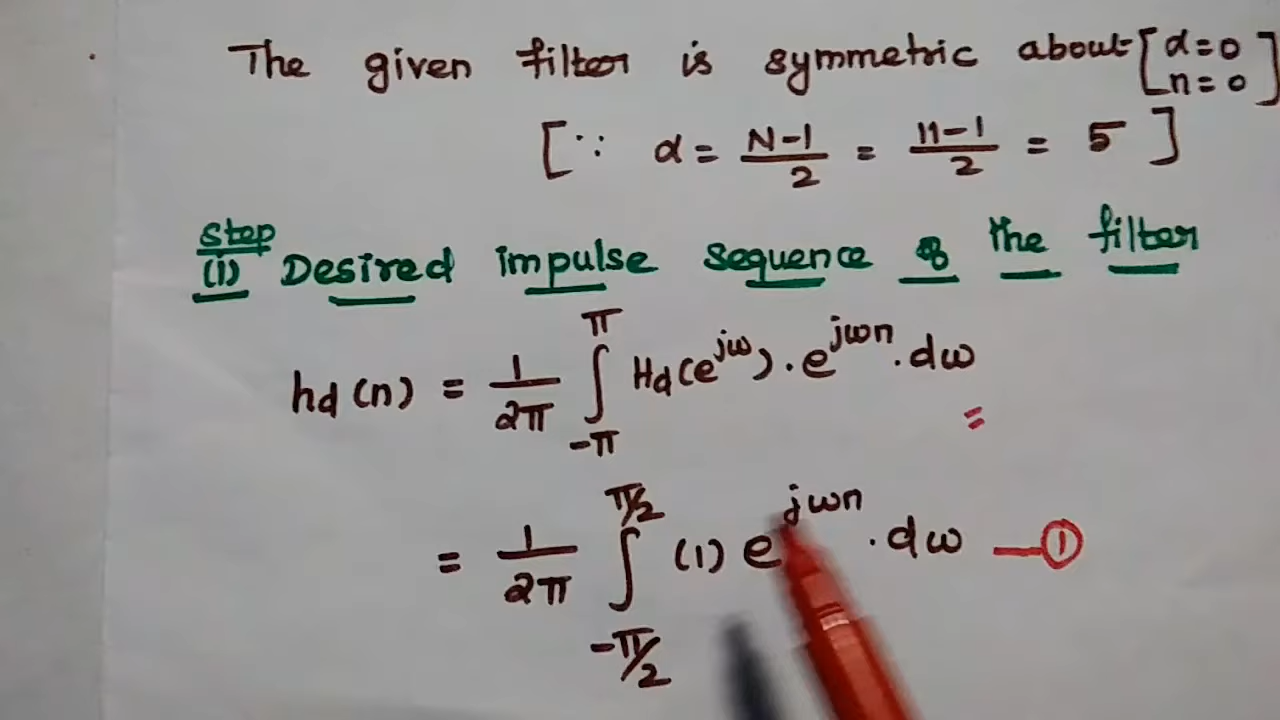 The given filter is symmetric about [α=0 n=0]
[∵ α = N-1/2 = 11-1/2 = 5]
Step (1) Desired impulse sequence of the filter
hd(n) = 1/2π ∫_{-π}^{π} Hd(e^{jω}).e^{jωn}.dω
=
= 1/2π ∫_{-π/2}^{π/2} (1) e^{jωn}.dω —①